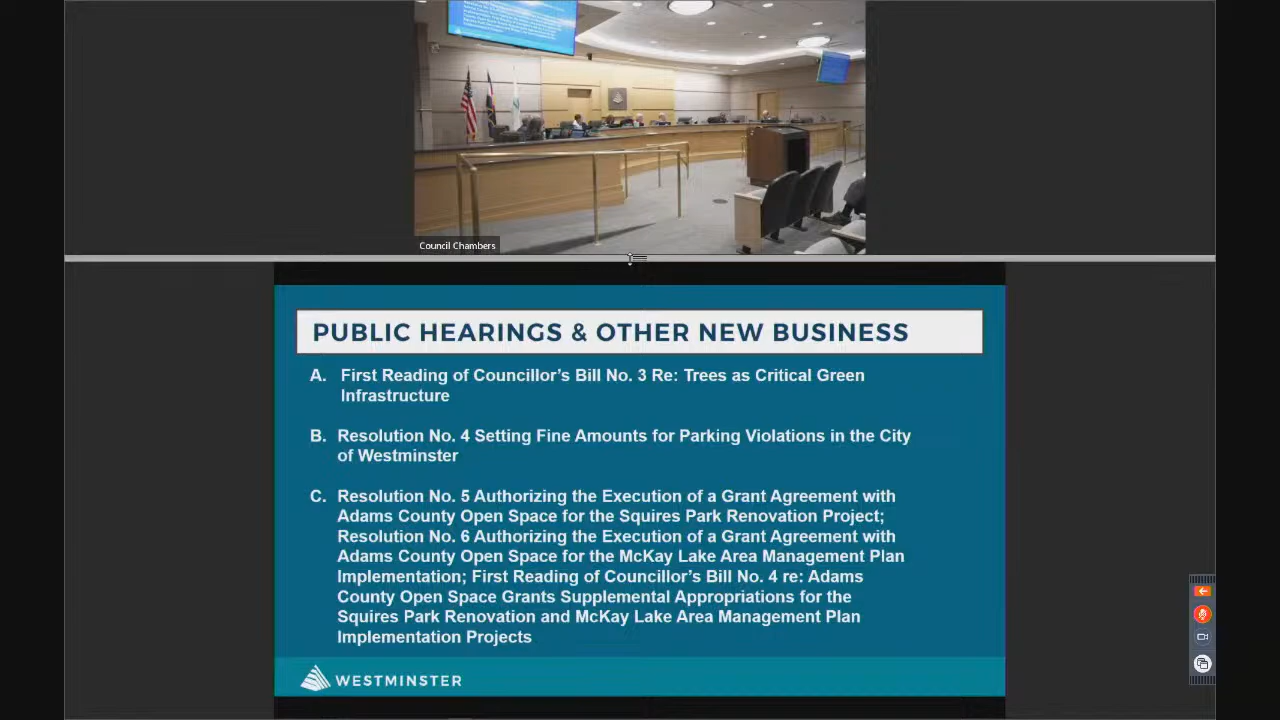 Council Chambers
PUBLIC HEARINGS & OTHER NEW BUSINESS
A. First Reading of Councillor's Bill No. 3 Re: Trees as Critical Green
Infrastructure
B. Resolution No. 4 Setting Fine Amounts for Parking Violations in the City
of Westminster
C. Resolution No. 5 Authorizing the Execution of a Grant Agreement with
Adams County Open Space for the Squires Park Renovation Project;
Resolution No. 6 Authorizing the Execution of a Grant Agreement with
Adams County Open Space for the McKay Lake Area Management Plan
Implementation; First Reading of Councillor's Bill No. 4 re: Adams
County Open Space Grants Supplemental Appropriations for the
Squires Park Renovation and McKay Lake Area Management Plan
Implementation Projects
WESTMINSTER